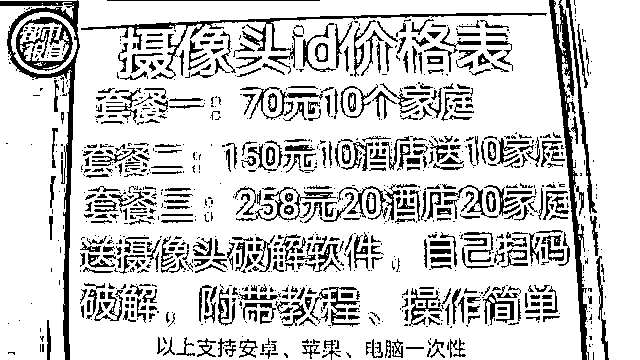 都市报道
摄像头id价格表
套餐一：70元10个家庭
套餐二：150元10酒店送10家庭
套餐三：258元20酒店20家庭
送摄像头破解软件，自己扫码
破解，附带教程、操作简单
以上支持安卓、苹果、电脑一次性